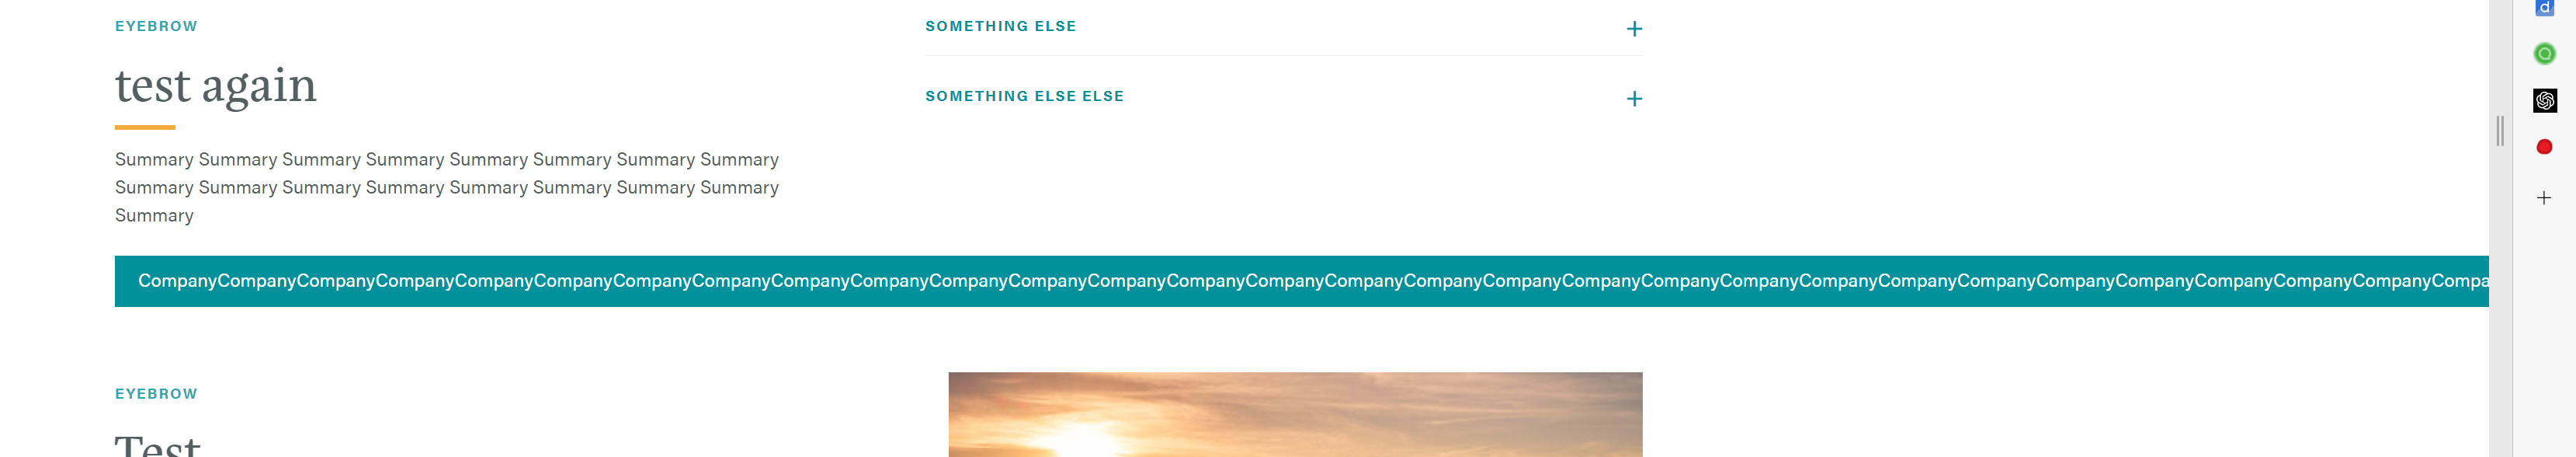 EYEBROW
test again
Summary Summary Summary Summary Summary Summary Summary Summary
Summary Summary Summary Summary Summary Summary Summary Summary
Summary
SOMETHING ELSE
SOMETHING ELSE ELSE
CompanyCompanyCompanyCompanyCompanyCompanyCompanyCompanyCompanyCompanyCompanyCompanyCompanyCompanyCompanyCompanyCompanyCompanyCompanyCompanyCompanyCompanyCompanyCompanyCompanyCompanyCompanyCompanyCompanyCompa
EYEBROW
Test
d